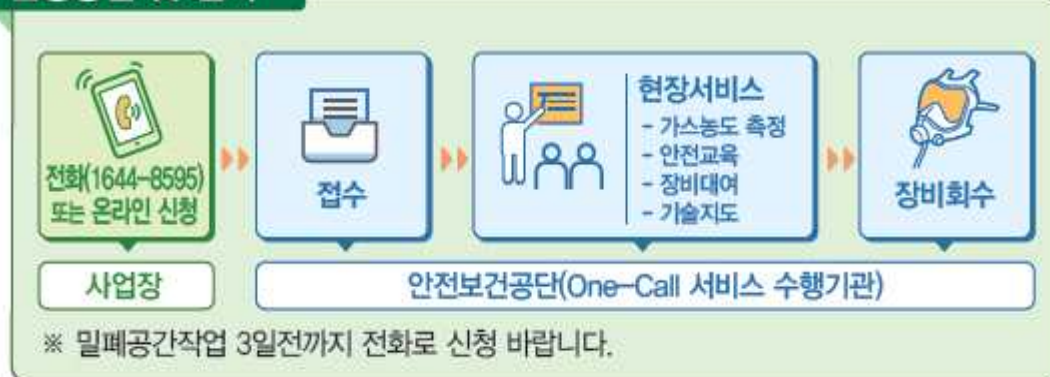 전화(1644-8595)
또는 온라인 신청
접수
현장서비스
- 가스농도 측정
- 안전교육
- 장비대여
- 기술지도
장비회수
사업장
안전보건공단(One-Call 서비스 수행기관)
※ 밀폐공간작업 3일전까지 전화로 신청 바랍니다.